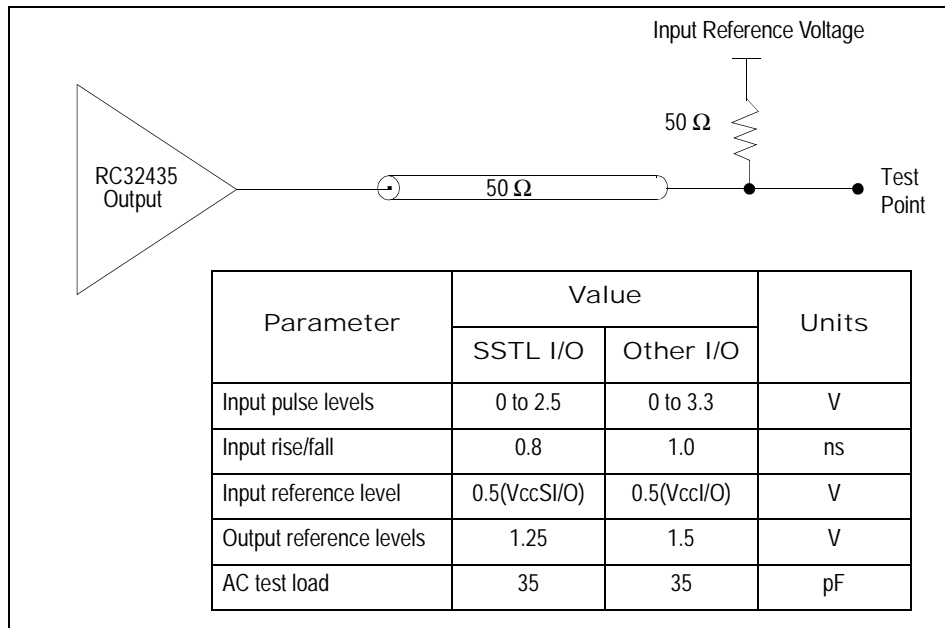 Input Reference Voltage
50 Ω
RC32435
Output
50 Ω
Test
Point
Parameter Value Units
SSTL I/O Other I/O
Input pulse levels 0 to 2.5 0 to 3.3 V
Input rise/fall 0.8 1.0 ns
Input reference level 0.5(VccSI/O) 0.5(VccI/O) V
Output reference levels 1.25 1.5 V
AC test load 35 35 pF